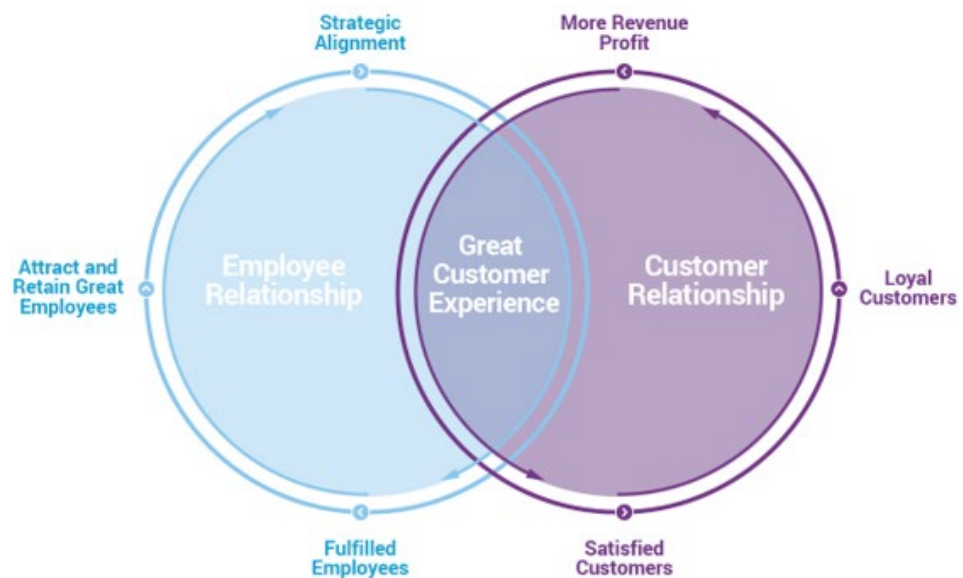 Strategic
Alignment
More Revenue
Profit
Attract and
Retain Great
Employees
Employee
Relationship
Great
Customer
Experience
Customer
Relationship
Loyal
Customers
Fulfilled
Employees
Satisfied
Customers